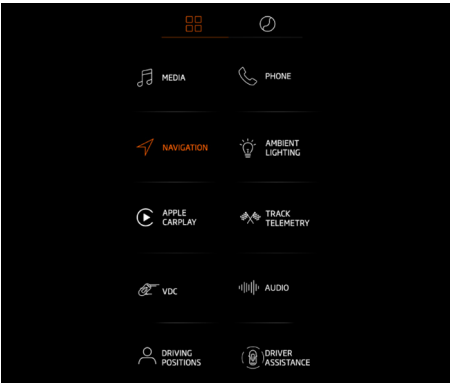 MEDIA
PHONE
NAVIGATION
AMBIENT
LIGHTING
APPLE
CARPLAY
TRACK
TELEMETRY
VDC
AUDIO
DRIVING
POSITIONS
DRIVER
ASSISTANCE